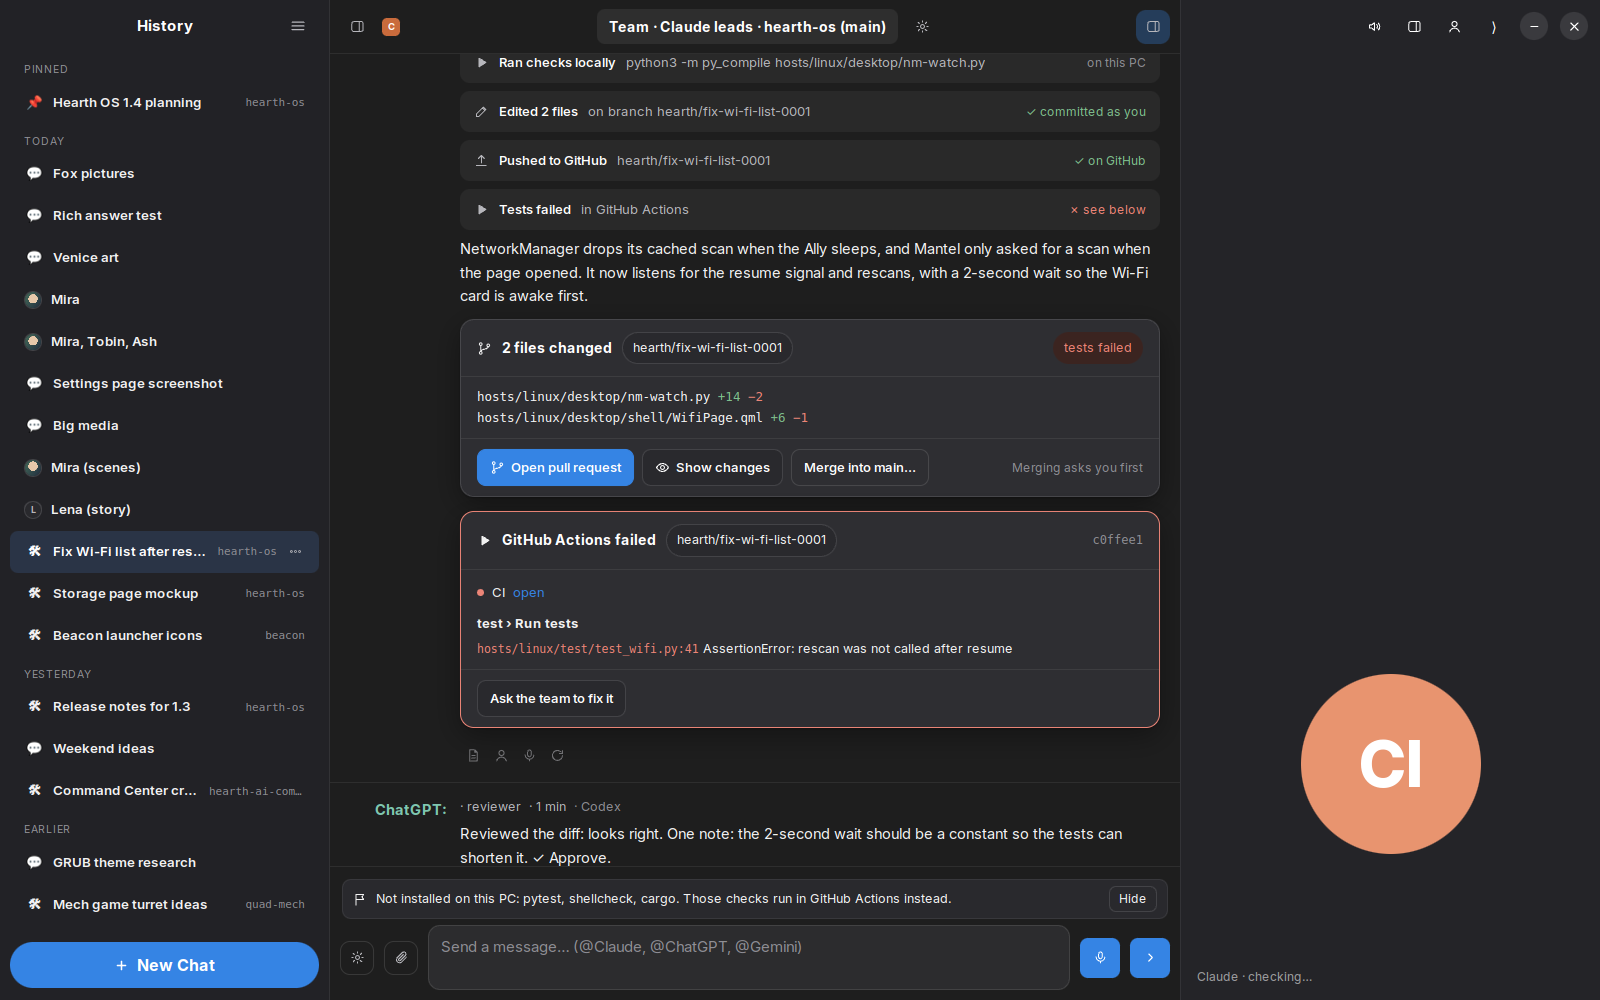 History
PINNED
Hearth OS 1.4 planning hearth-os
TODAY
Fox pictures
Rich answer test
Venice art
Mira
Mira, Tobin, Ash
Settings page screenshot
Big media
Mira (scenes)
L Lena (story)
Fix Wi-Fi list after res... hearth-os
Storage page mockup hearth-os
Beacon launcher icons beacon
YESTERDAY
Release notes for 1.3 hearth-os
Weekend ideas
Command Center cr... hearth-ai-com…
EARLIER
GRUB theme research
Mech game turret ideas quad-mech
+ New Chat
C
Team · Claude leads · hearth-os (main)
Ran checks locally python3 -m py_compile hosts/linux/desktop/nm-watch.py on this PC
Edited 2 files on branch hearth/fix-wi-fi-list-0001 ✓ committed as you
Pushed to GitHub hearth/fix-wi-fi-list-0001 ✓ on GitHub
Tests failed in GitHub Actions × see below
NetworkManager drops its cached scan when the Ally sleeps, and Mantel only asked for a scan when
the page opened. It now listens for the resume signal and rescans, with a 2-second wait so the Wi-Fi
card is awake first.
2 files changed hearth/fix-wi-fi-list-0001 tests failed
hosts/linux/desktop/nm-watch.py +14 −2
hosts/linux/desktop/shell/WifiPage.qml +6 −1
Open pull request Show changes Merge into main... Merging asks you first
GitHub Actions failed hearth/fix-wi-fi-list-0001 c0ffee1
CI open
test › Run tests
hosts/linux/test/test_wifi.py:41 AssertionError: rescan was not called after resume
Ask the team to fix it
ChatGPT: · reviewer · 1 min · Codex
Reviewed the diff: looks right. One note: the 2-second wait should be a constant so the tests can
shorten it. ✓ Approve.
Not installed on this PC: pytest, shellcheck, cargo. Those checks run in GitHub Actions instead. Hide
Send a message... (@Claude, @ChatGPT, @Gemini)
Cl
Claude · checking...